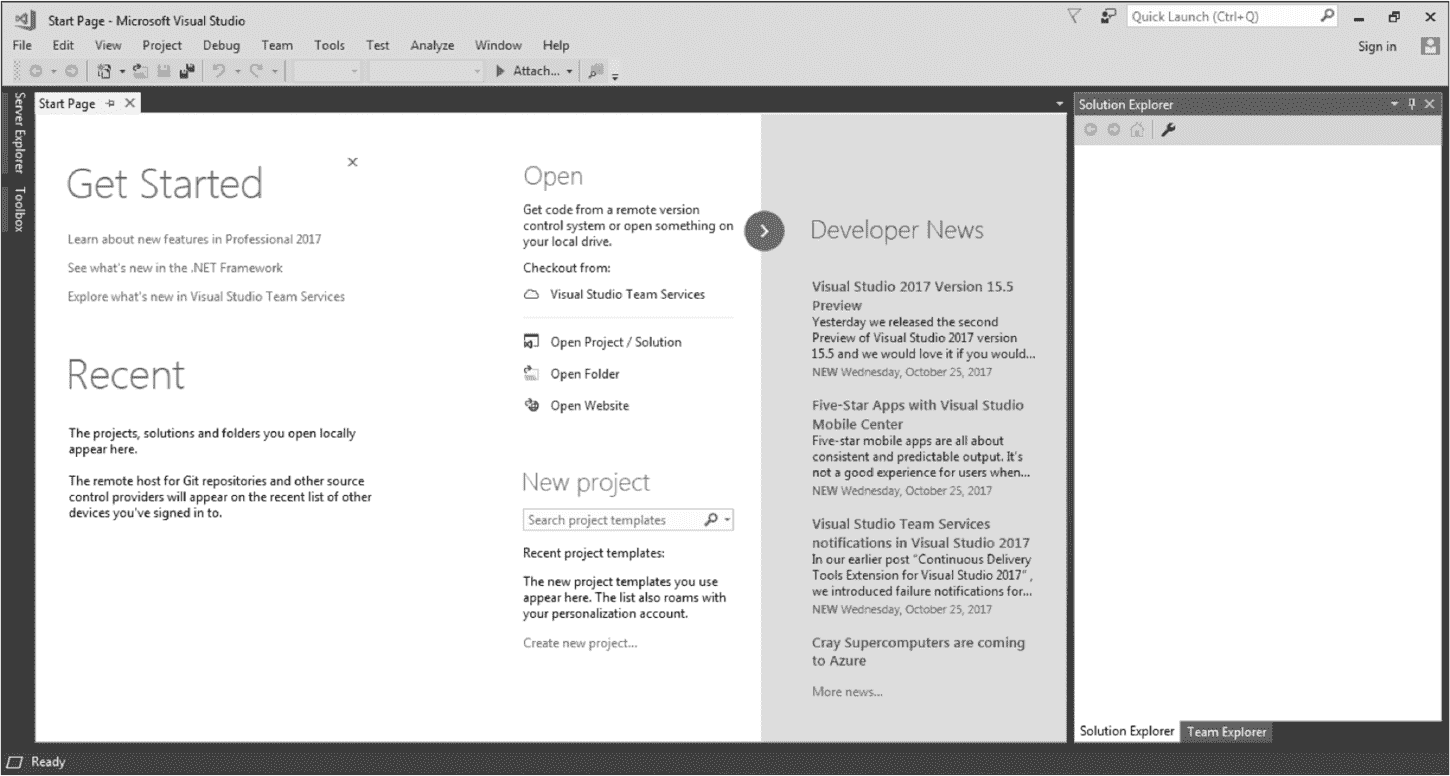 Start Page - Microsoft Visual Studio
Quick Launch (Ctrl+Q)
File Edit View Project Debug Team Tools Test Analyze Window Help
Sign in
Attach...
Server Explorer
Toolbox
Start Page
Get Started
Learn about new features in Professional 2017
See what's new in the .NET Framework
Explore what's new in Visual Studio Team Services
Recent
The projects, solutions and folders you open locally
appear here.
The remote host for Git repositories and other source
control providers will appear on the recent list of other
devices you've signed in to.
Open
Get code from a remote version
control system or open something on
your local drive.
Checkout from:
Visual Studio Team Services
Open Project / Solution
Open Folder
Open Website
New project
Search project templates
Recent project templates:
The new project templates you use
appear here. The list also roams with
your personalization account.
Create new project...
Developer News
Visual Studio 2017 Version 15.5
Preview
Yesterday we released the second
Preview of Visual Studio 2017 version
15.5 and we would love it if you would...
NEW Wednesday, October 25, 2017
Five-Star Apps with Visual Studio
Mobile Center
Five-star mobile apps are all about
consistent and predictable output. It's
not a good experience for users when...
NEW Wednesday, October 25, 2017
Visual Studio Team Services
notifications in Visual Studio 2017
In our earlier post “Continuous Delivery
Tools Extension for Visual Studio 2017” ,
we introduced failure notifications for...
NEW Wednesday, October 25, 2017
Cray Supercomputers are coming
to Azure
More news...
Solution Explorer
Solution Explorer Team Explorer
Ready